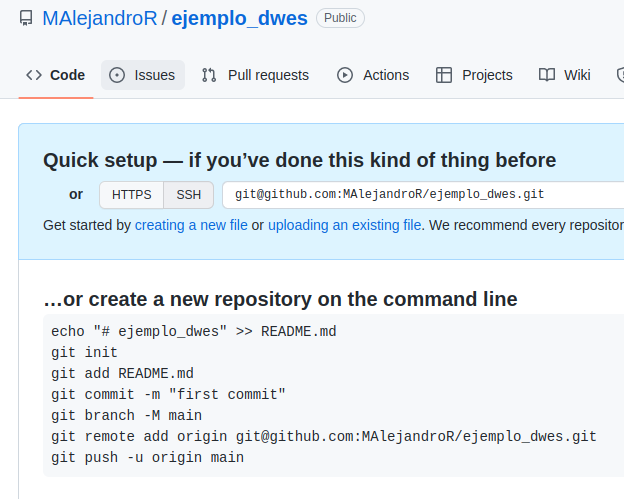 MAlejandroR / ejemplo_dwes Public
Code Issues Pull requests Actions Projects Wiki
Quick setup — if you’ve done this kind of thing before
or HTTPS SSH git@github.com:MAlejandroR/ejemplo_dwes.git
Get started by creating a new file or uploading an existing file. We recommend every repositor
…or create a new repository on the command line
echo "# ejemplo_dwes" >> README.md
git init
git add README.md
git commit -m "first commit"
git branch -M main
git remote add origin git@github.com:MAlejandroR/ejemplo_dwes.git
git push -u origin main